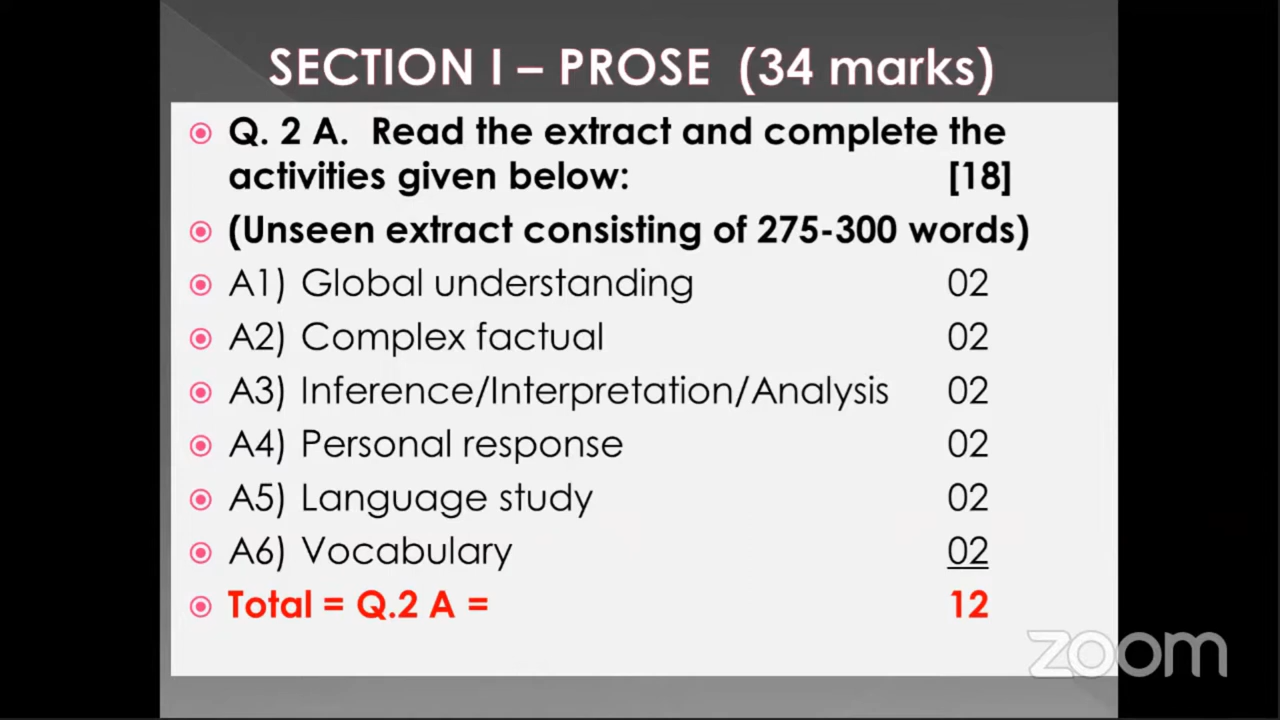 SECTION I – PROSE (34 marks)
Q. 2 A. Read the extract and complete the
activities given below: [18]
(Unseen extract consisting of 275-300 words)
A1) Global understanding 02
A2) Complex factual 02
A3) Inference/Interpretation/Analysis 02
A4) Personal response 02
A5) Language study 02
A6) Vocabulary 02
Total = Q.2 A = 12
zoom